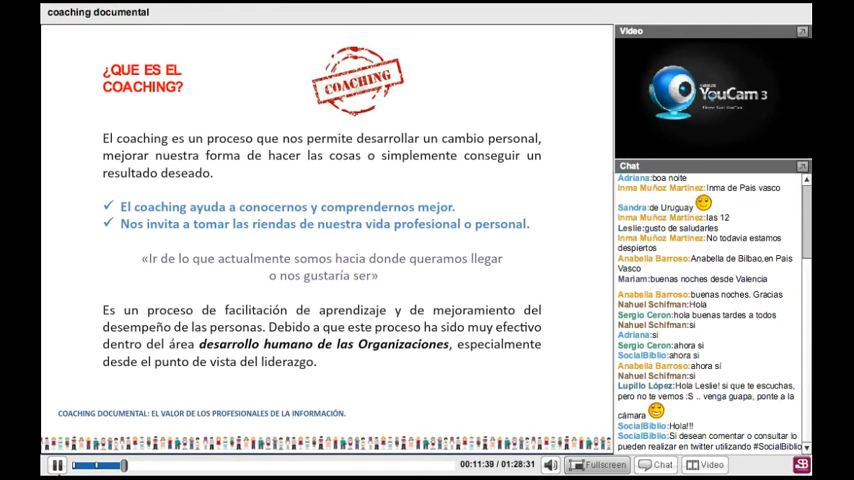 coaching documental
¿QUE ES EL
COACHING?
COACHING
El coaching es un proceso que nos permite desarrollar un cambio personal,
mejorar nuestra forma de hacer las cosas o simplemente conseguir un
resultado deseado.
El coaching ayuda a conocernos y comprendernos mejor.
Nos invita a tomar las riendas de nuestra vida profesional o personal.
«Ir de lo que actualmente somos hacia donde queramos llegar
o nos gustaría ser»
Es un proceso de facilitación de aprendizaje y de mejoramiento del
desempeño de las personas. Debido a que este proceso ha sido muy efectivo
dentro del área desarrollo humano de las Organizaciones, especialmente
desde el punto de vista del liderazgo.
COACHING DOCUMENTAL: EL VALOR DE LOS PROFESIONALES DE LA INFORMACIÓN.
00:11:39 / 01:28:31
Fullscreen
Chat
Video
Video
YouCam 3
Chat
Adriana:boa noite
Inma Muñoz Martinez:Inma de Pais vasco
Sandra:de Uruguay
Inma Muñoz Martinez:las 12
Leslie:gusto de saludarles
Inma Muñoz Martinez:No todavia estamos
despiertos
Anabella Barroso:Anabella de Bilbao,en Pais
Vasco
Mariam:buenas noches desde Valencia
Anabella Barroso:buenas noches. Gracias
Nahuel Schifman:Hola
Sergio Ceron:hola buenas tardes a todos
Nahuel Schifman:si
Adriana:si
Sergio Ceron:ahora si
SocialBiblio:ahora si
Anabella Barroso:ahora sí
Nahuel Schifman:si
Lupillo López:Hola Leslie! si que te escuchas,
pero no te vemos :S .. venga guapa, ponte a la
cámara
SocialBiblio:Hola!!!
SocialBiblio:Si desean comentar o consultar lo
pueden realizar en twitter utilizando #SocialBiblio
SB